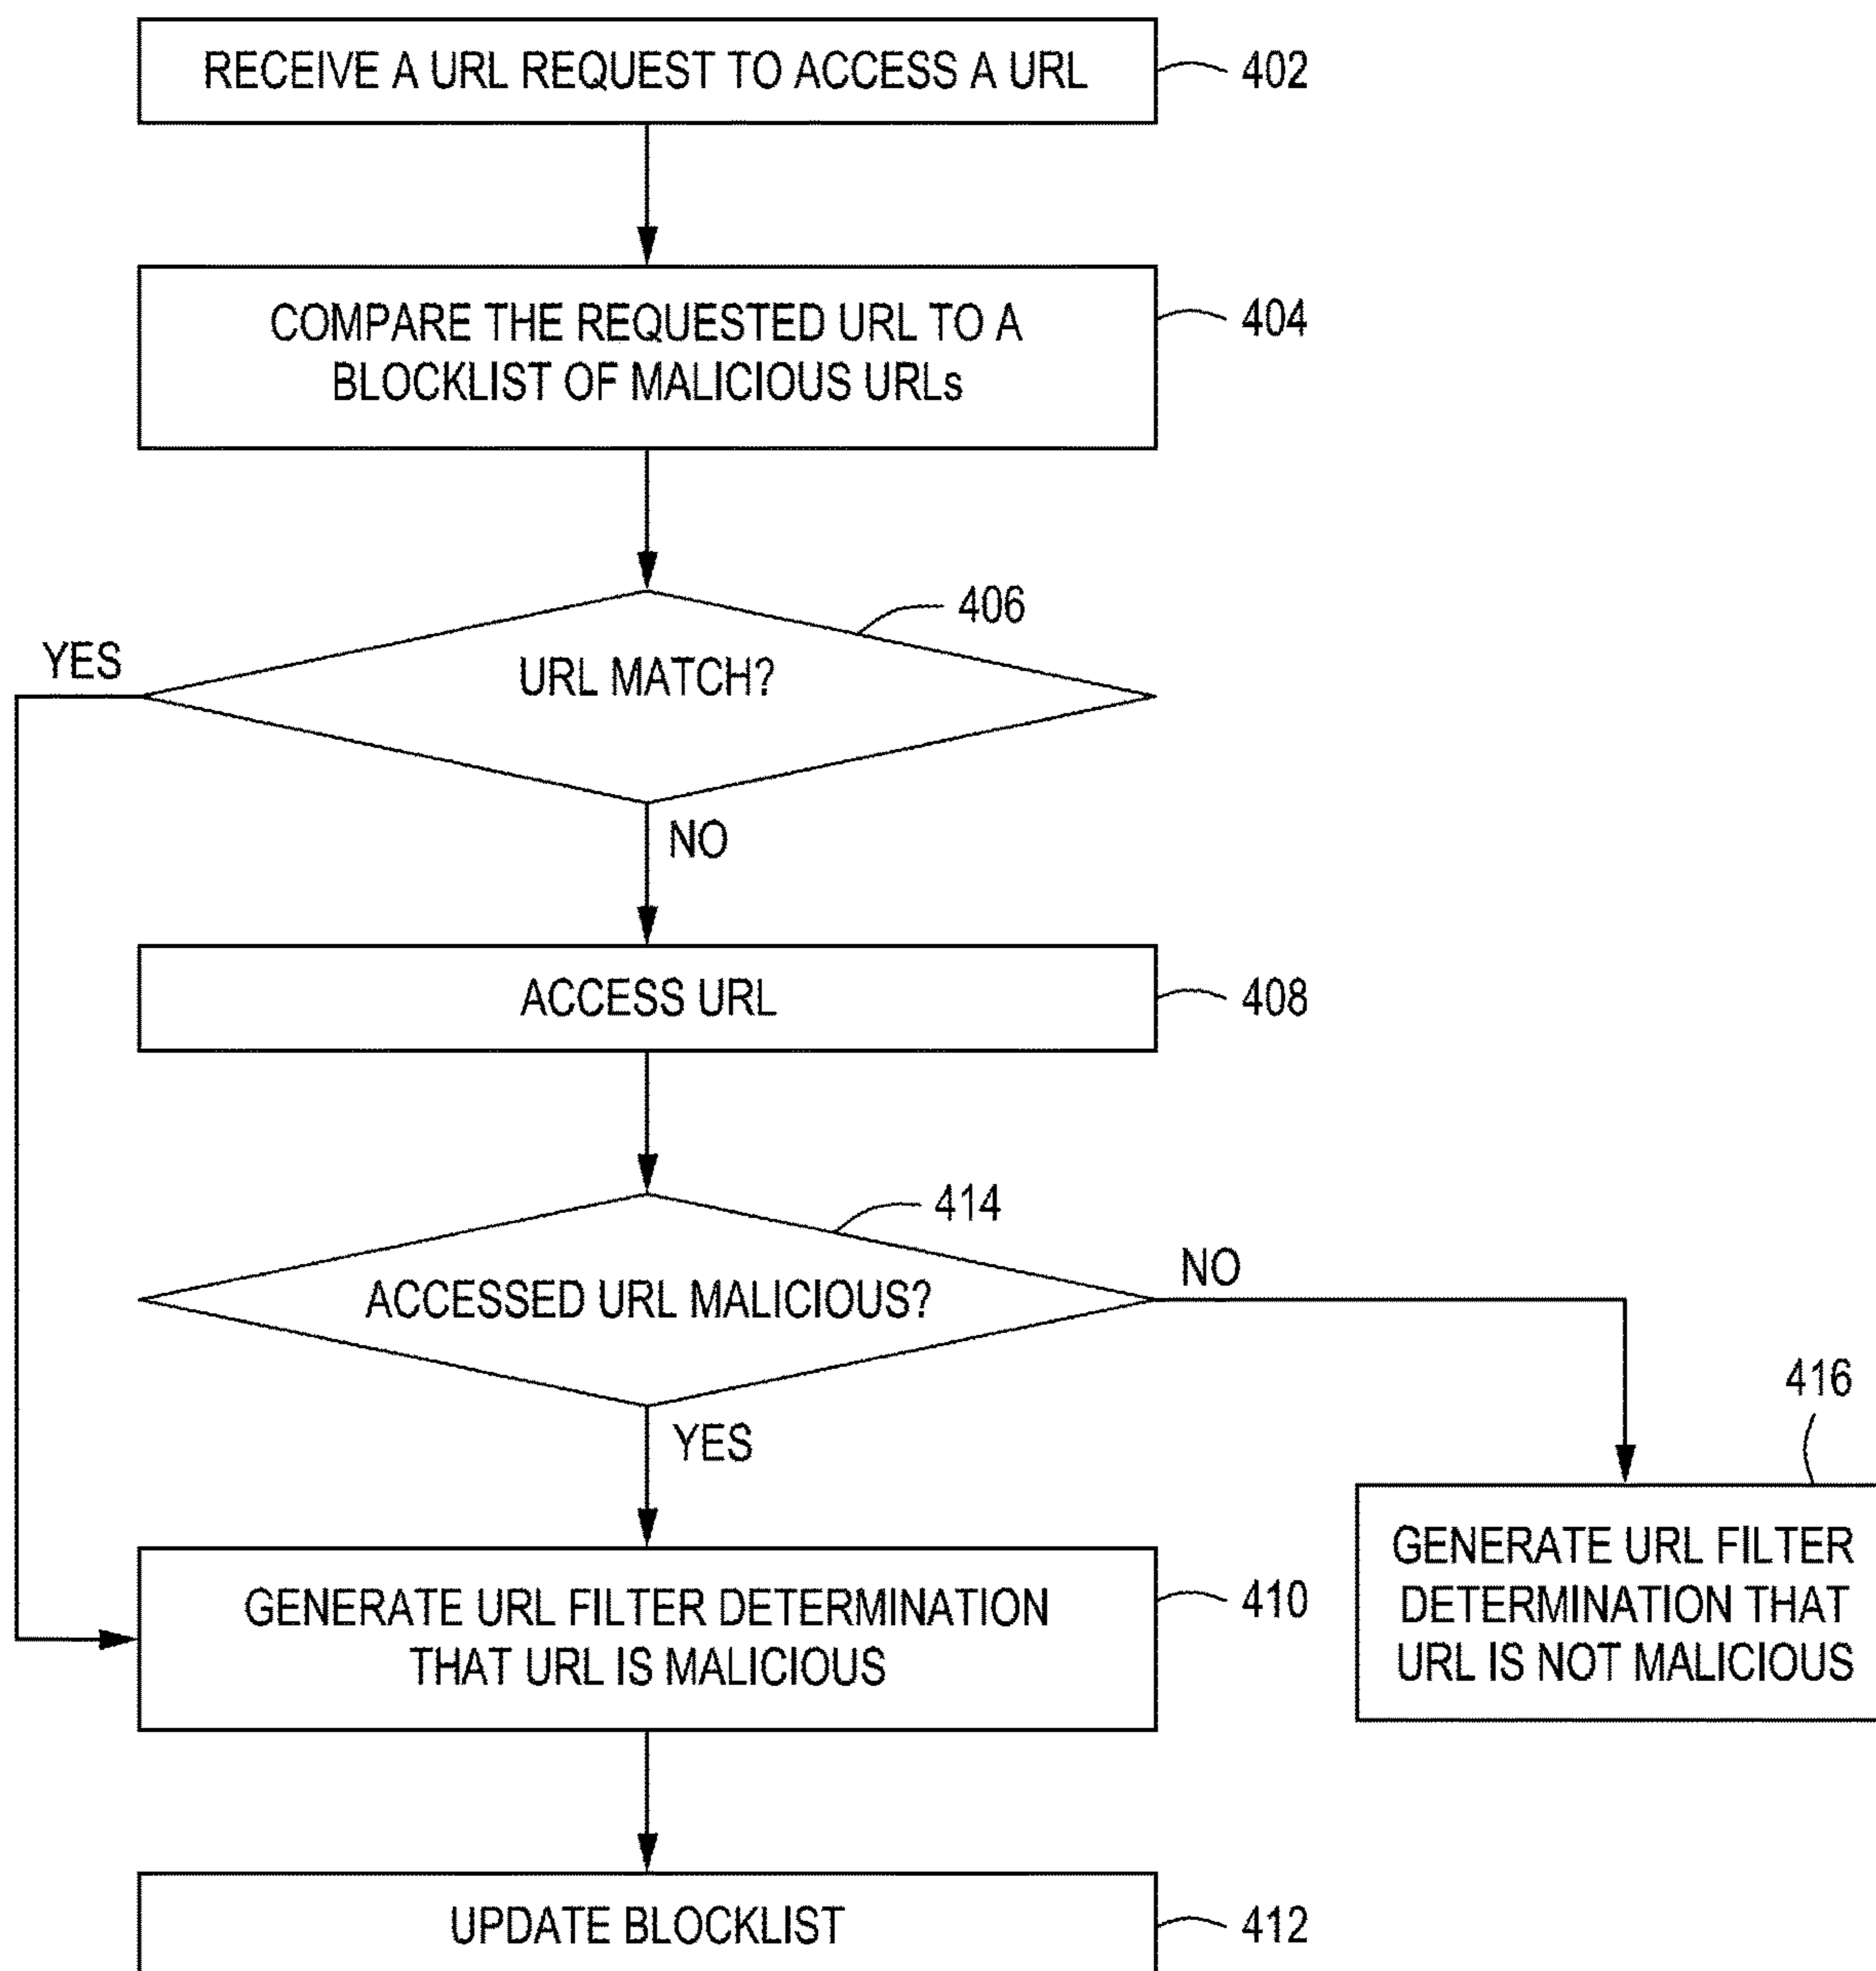 RECEIVE A URL REQUEST TO ACCESS A URL
402
COMPARE THE REQUESTED URL TO A
BLOCKLIST OF MALICIOUS URLs
404
406
YES
URL MATCH?
NO
ACCESS URL
408
414
NO
ACCESSED URL MALICIOUS?
416
YES
GENERATE URL FILTER
DETERMINATION THAT
URL IS NOT MALICIOUS
GENERATE URL FILTER DETERMINATION
THAT URL IS MALICIOUS
410
UPDATE BLOCKLIST
412